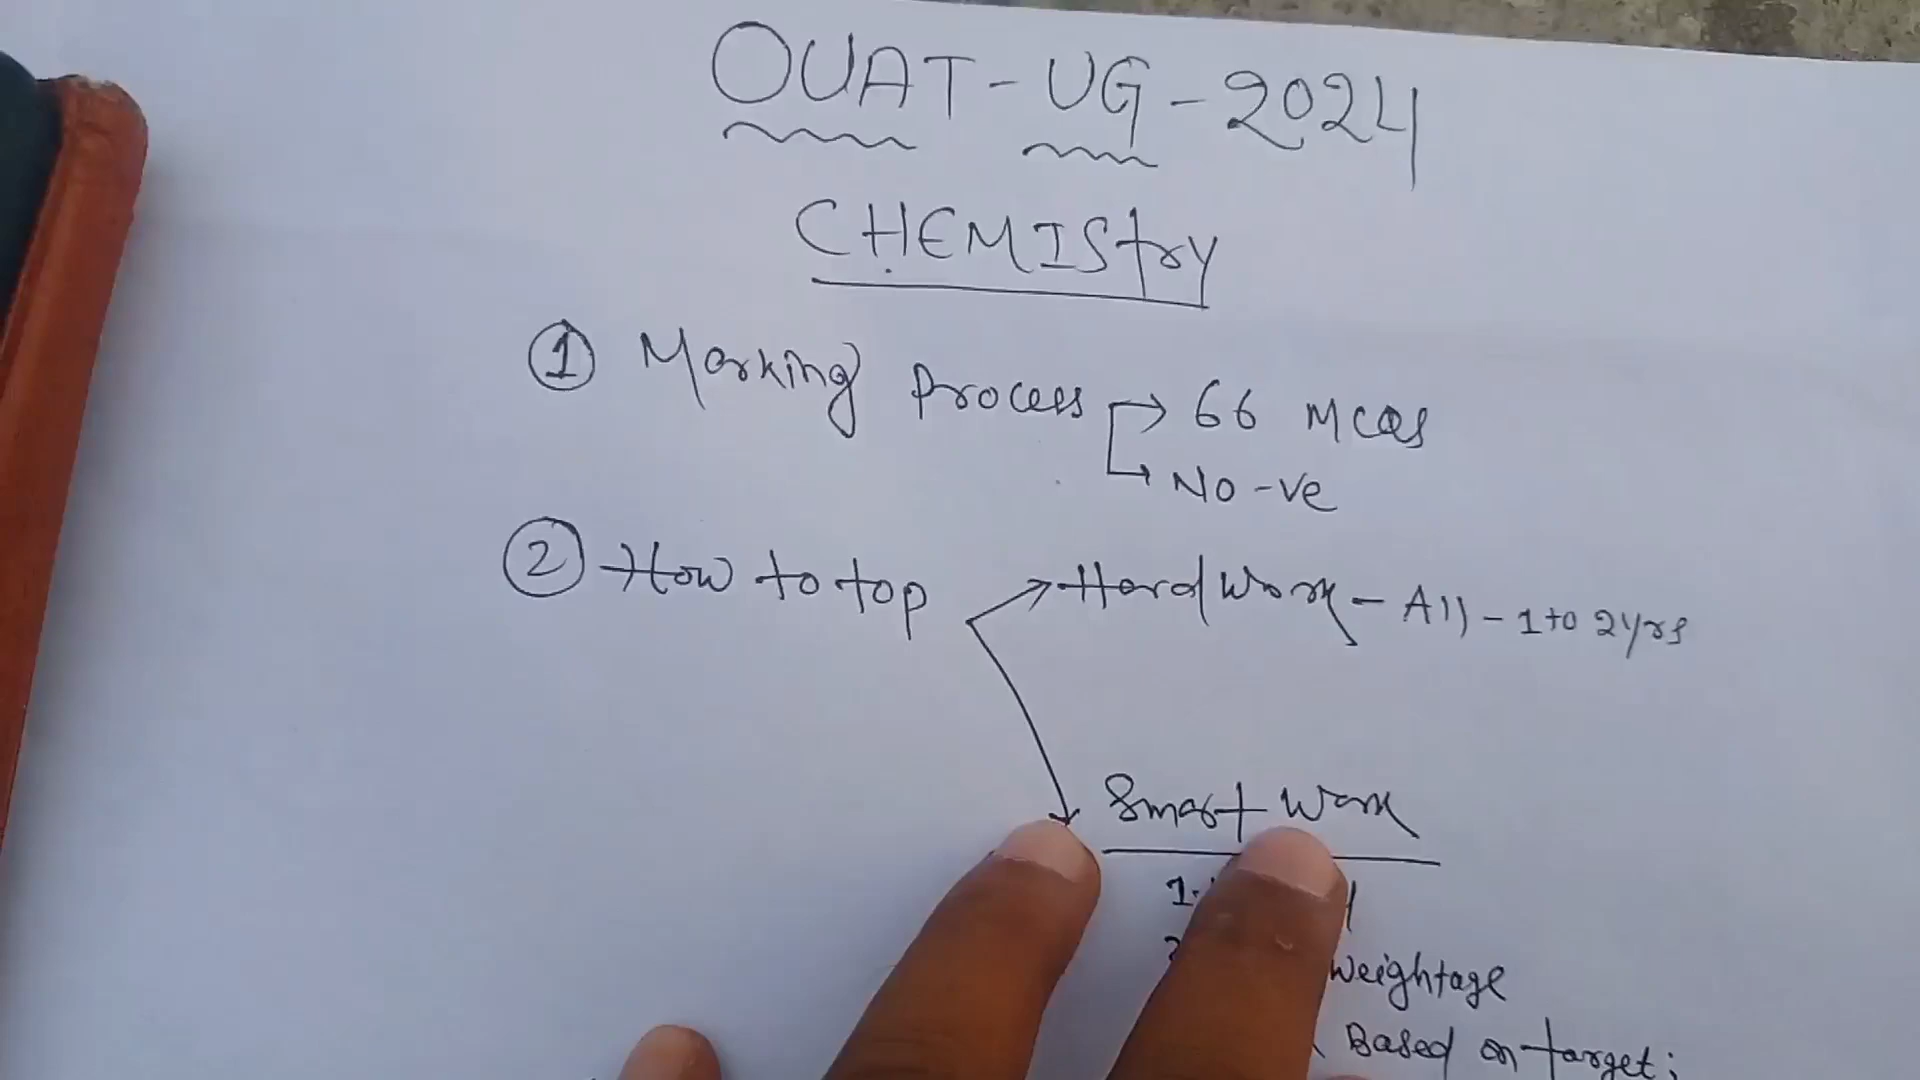 OUAT-UG-2024
CHEMIStry
① Marking Process → 66 MCQs
→ No -ve
② How to top → Hard Work - All - 1 to 2yrs
Smart Work
1.
Weightage
Based on target;